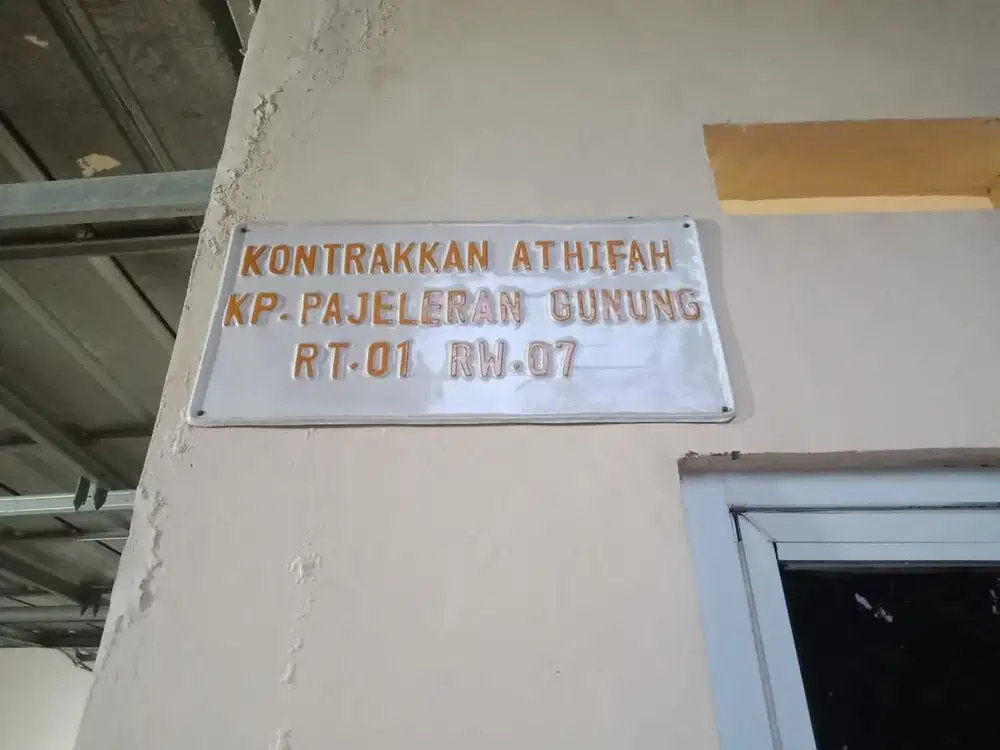 KONTRAKKAN ATHIFAH
KP. PAJELERAN GUNUNG
RT.01 RW.07